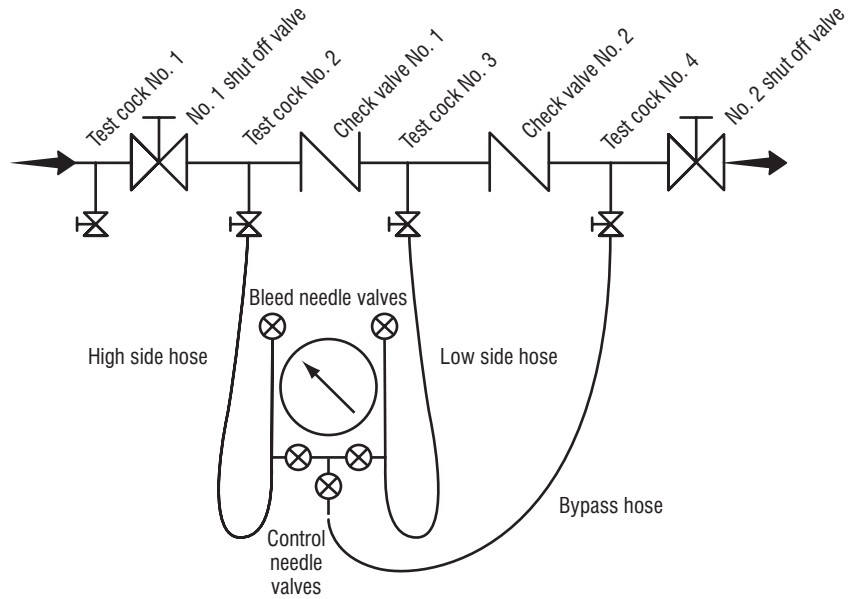 Test cock No. 1
No. 1 shut off valve
Test cock No. 2
Check valve No. 1
Test cock No. 3
Check valve No. 2
Test cock No. 4
No. 2 shut off valve
Bleed needle valves
High side hose
Low side hose
Bypass hose
Control
needle
valves